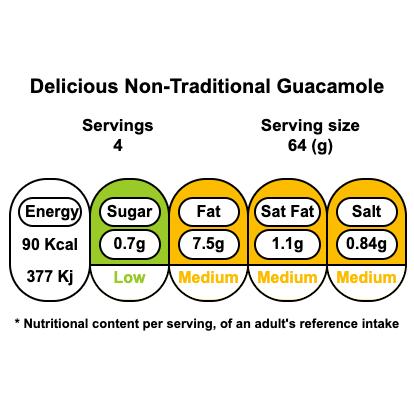 Delicious Non-Traditional Guacamole
Servings Serving size
4 64 (g)
Energy Sugar Fat Sat Fat Salt
90 Kcal 0.7g 7.5g 1.1g 0.84g
377 Kj Low Medium Medium Medium
* Nutritional content per serving, of an adult's reference intake